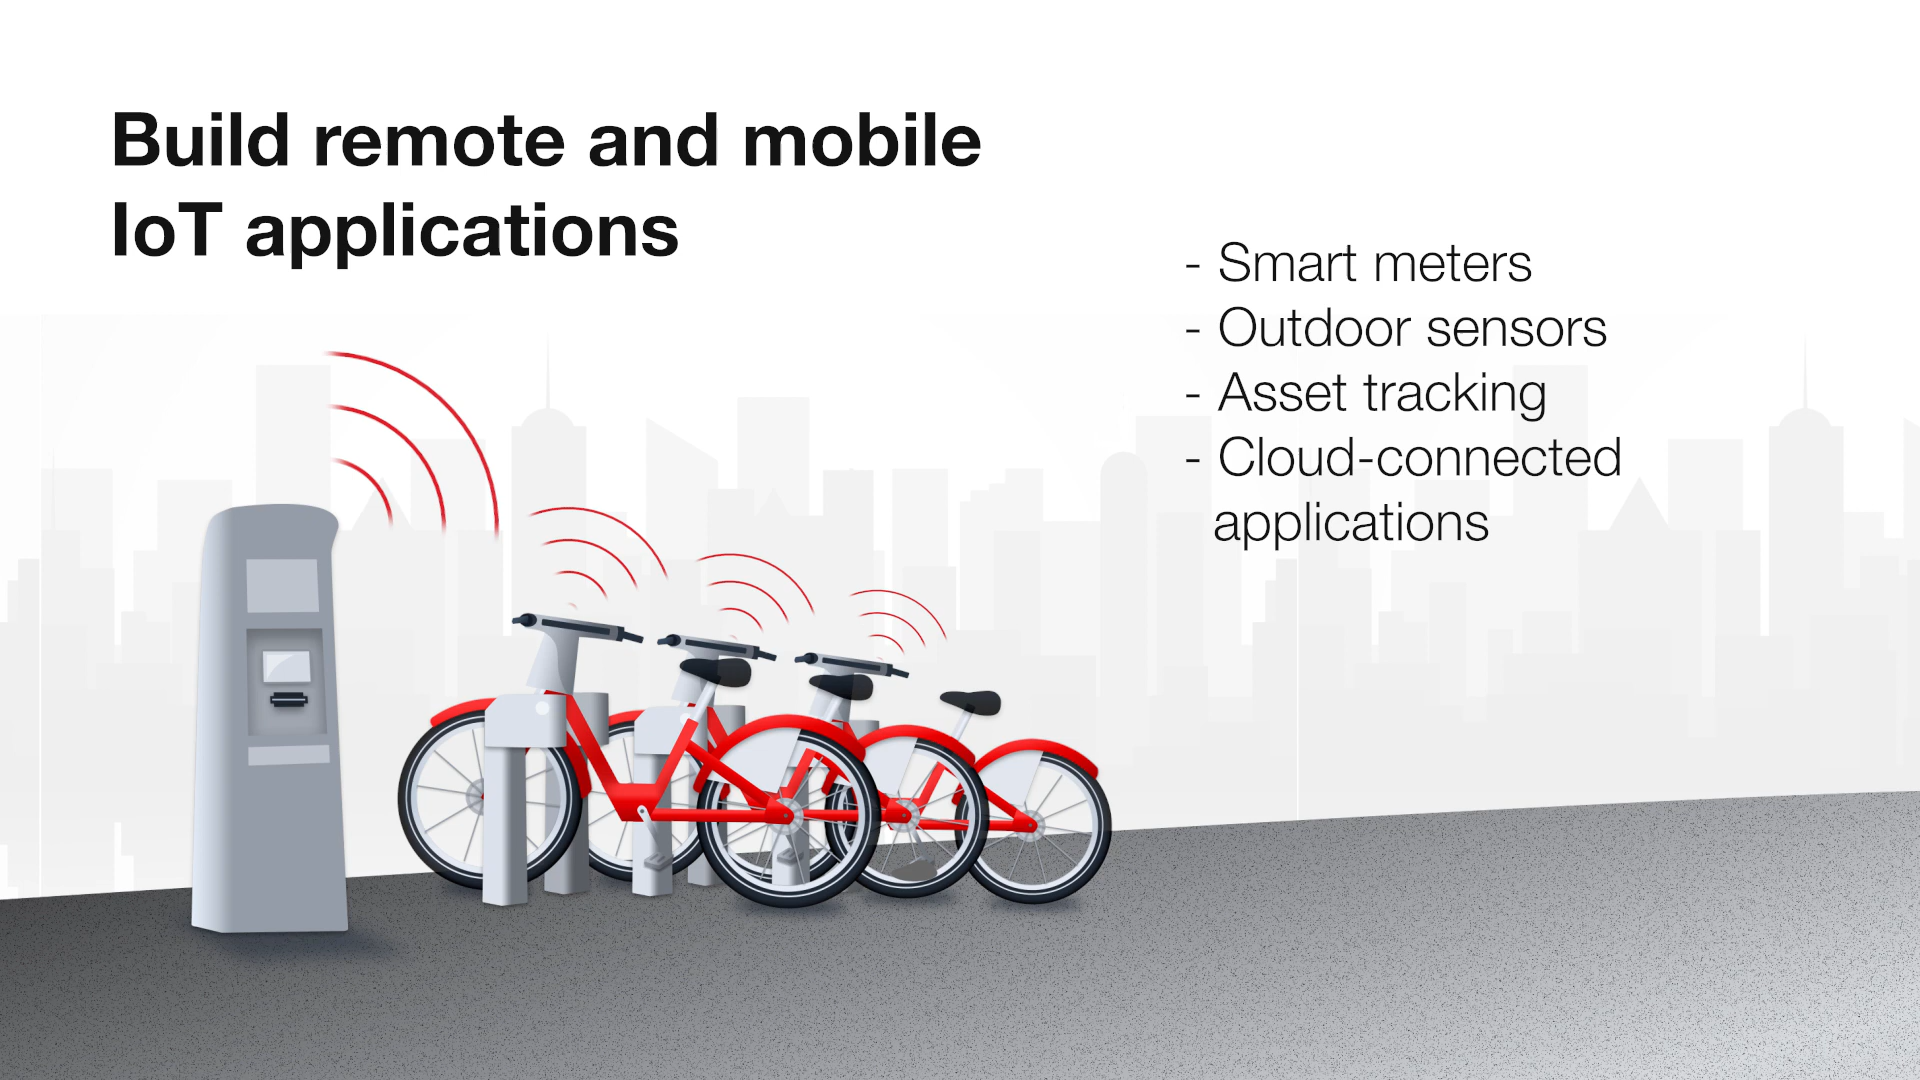 Build remote and mobile
IoT applications
- Smart meters
- Outdoor sensors
- Asset tracking
- Cloud-connected
applications